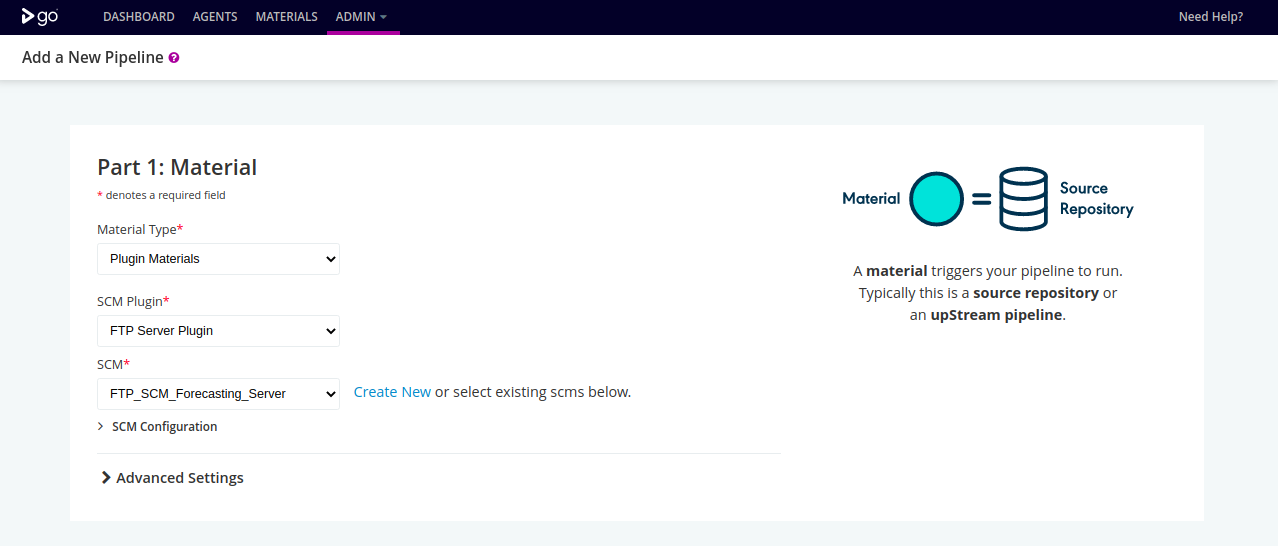 go
DASHBOARD AGENTS MATERIALS ADMIN Need Help?
Add a New Pipeline ?
Part 1: Material
* denotes a required field
Material Type*
Plugin Materials
SCM Plugin*
FTP Server Plugin
SCM*
FTP_SCM_Forecasting_Server
Create New or select existing scms below.
SCM Configuration
Advanced Settings
Material = Source
Repository
A material triggers your pipeline to run.
Typically this is a source repository or
an upStream pipeline.